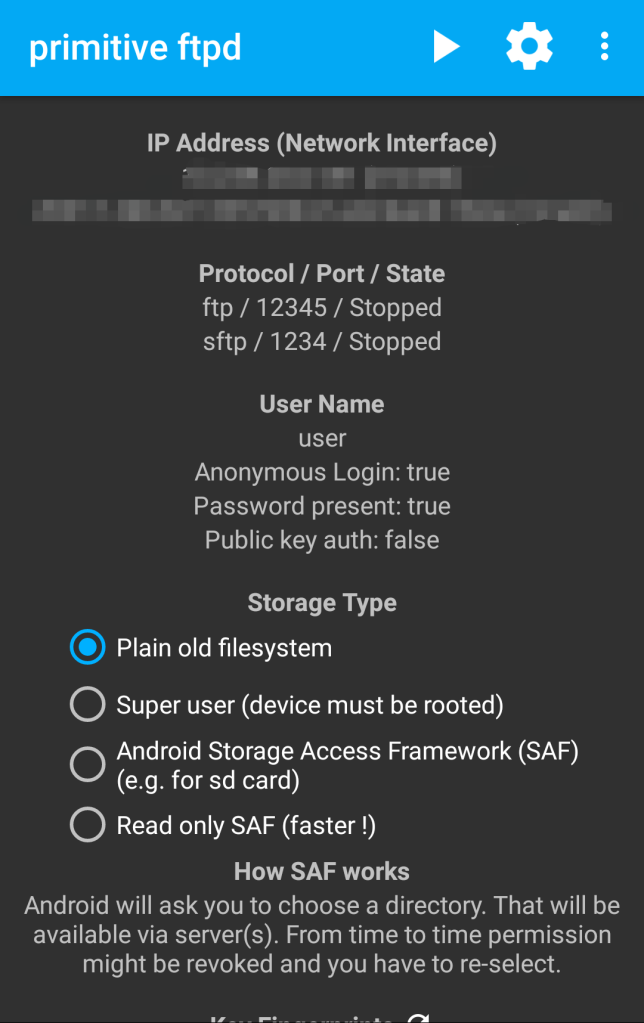 primitive ftpd
IP Address (Network Interface)
Protocol / Port / State
ftp / 12345 / Stopped
sftp / 1234 / Stopped
User Name
user
Anonymous Login: true
Password present: true
Public key auth: false
Storage Type
Plain old filesystem
Super user (device must be rooted)
Android Storage Access Framework (SAF)
(e.g. for sd card)
Read only SAF (faster !)
How SAF works
Android will ask you to choose a directory. That will be
available via server(s). From time to time permission
might be revoked and you have to re-select.
Key Fingerprints